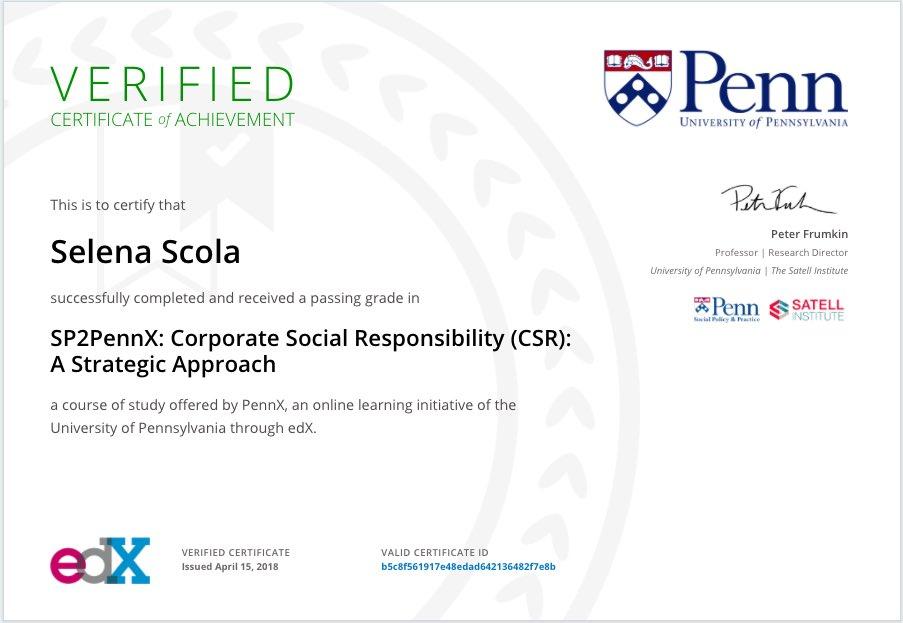 VERIFIED
CERTIFICATE of ACHIEVEMENT
Penn
UNIVERSITY of PENNSYLVANIA
This is to certify that
Selena Scola
successfully completed and received a passing grade in
SP2PennX: Corporate Social Responsibility (CSR):
A Strategic Approach
a course of study offered by PennX, an online learning initiative of the
University of Pennsylvania through edX.
Peter Frumkin
Professor | Research Director
University of Pennsylvania | The Satell Institute
Penn
Social Policy & Practice
SATELL
INSTITUTE
edX
VERIFIED CERTIFICATE
Issued April 15, 2018
VALID CERTIFICATE ID
b5c8f561917e48edad642136482f7e8b